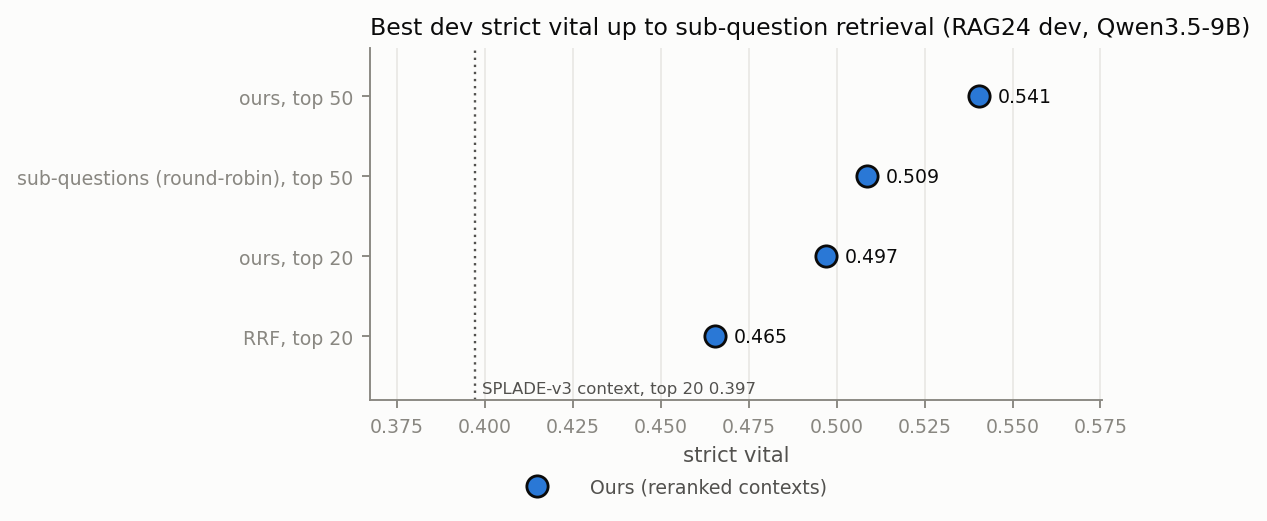 Best dev strict vital up to sub-question retrieval (RAG24 dev, Qwen3.5-9B)
ours, top 50
0.541
sub-questions (round-robin), top 50
0.509
ours, top 20
0.497
RRF, top 20
0.465
SPLADE-v3 context, top 20 0.397
0.375 0.400 0.425 0.450 0.475 0.500 0.525 0.550 0.575
strict vital
Ours (reranked contexts)